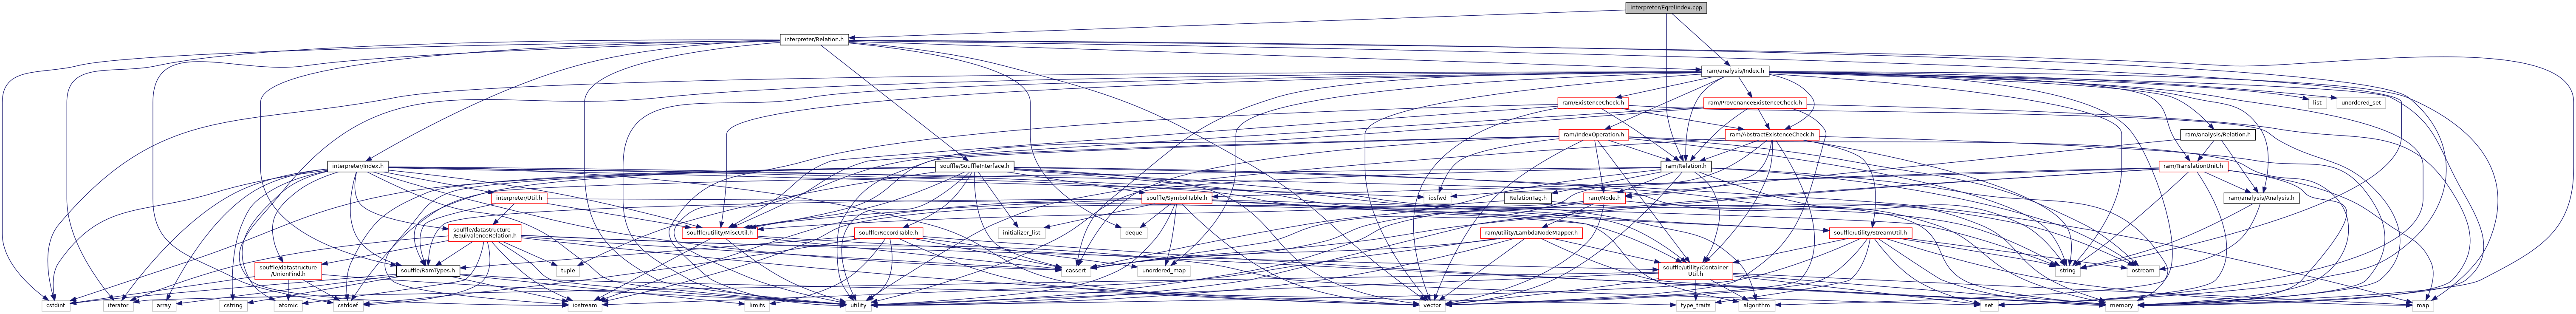 interpreter/EqrelIndex.cpp
interpreter/Relation.h
ram/analysis/Index.h
ram/ExistenceCheck.h
ram/ProvenanceExistenceCheck.h
list
unordered_set
ram/IndexOperation.h
ram/AbstractExistenceCheck.h
ram/analysis/Relation.h
interpreter/Index.h
souffle/SouffleInterface.h
ram/Relation.h
ram/TranslationUnit.h
interpreter/Util.h
souffle/SymbolTable.h
iosfwd
RelationTag.h
ram/Node.h
ram/analysis/Analysis.h
souffle/datastructure
/EquivalenceRelation.h
souffle/utility/MiscUtil.h
souffle/RecordTable.h
initializer_list
deque
ram/utility/LambdaNodeMapper.h
souffle/utility/StreamUtil.h
souffle/datastructure
/UnionFind.h
tuple
souffle/RamTypes.h
cassert
unordered_map
souffle/utility/Container
Util.h
string
ostream
cstdint
iterator
array
cstring
atomic
cstddef
iostream
limits
utility
vector
type_traits
algorithm
set
memory
map